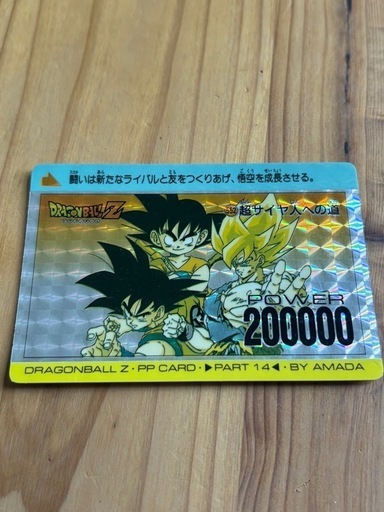 闘いは新たなライバルと友をつくりあげ、悟空を成長させる。
DRAGONBALL Z
超サイヤ人への道
POWER
200000
DRAGONBALL Z・PP CARD・▶PART 14◀・BY AMADA